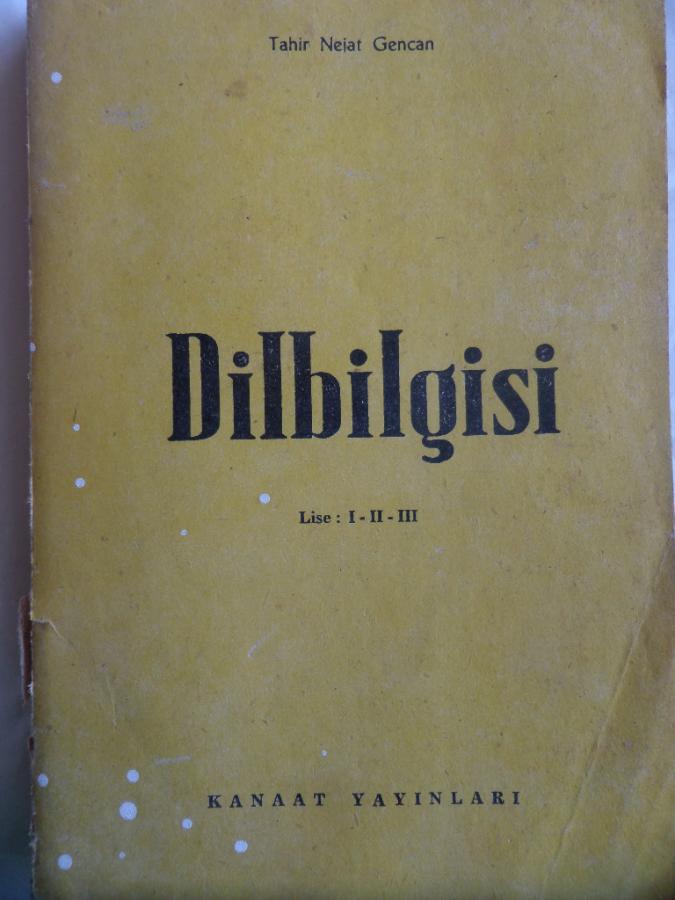 Tahir Nejat Gencan
Dilbilgisi
Lise : I - II - III
KANAAT YAYINLARI